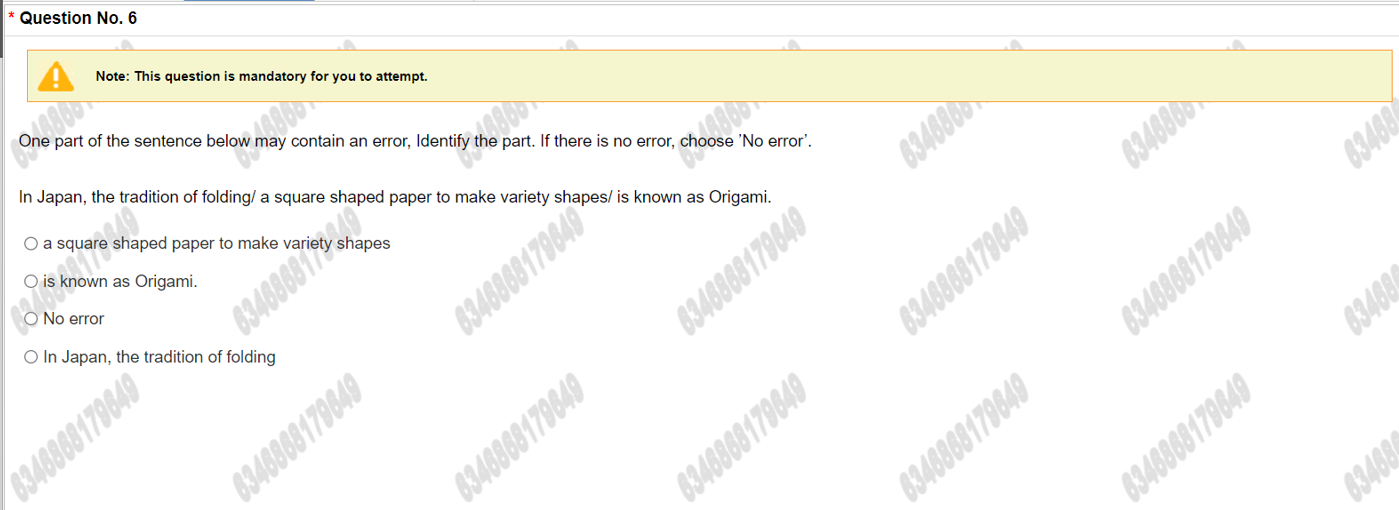 * Question No. 6
Note: This question is mandatory for you to attempt.
One part of the sentence below may contain an error, Identify the part. If there is no error, choose 'No error'.
In Japan, the tradition of folding/ a square shaped paper to make variety shapes/ is known as Origami.
a square shaped paper to make variety shapes
is known as Origami.
No error
In Japan, the tradition of folding